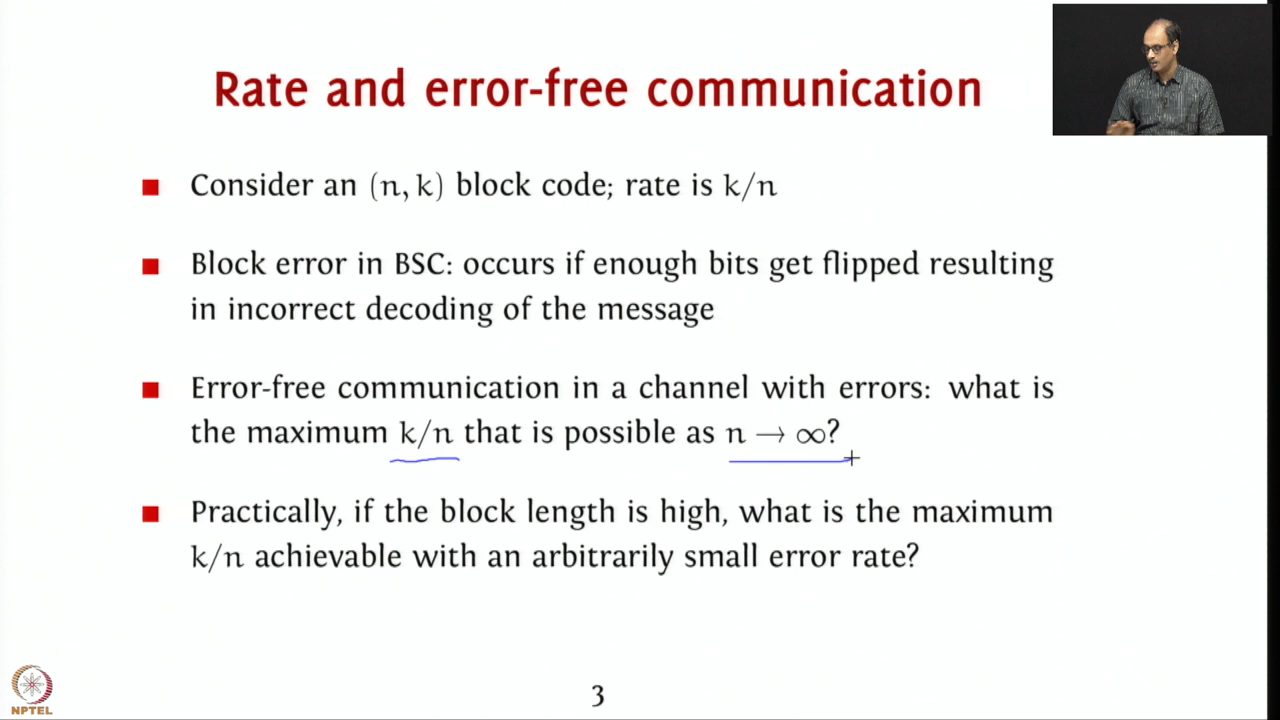 Rate and error-free communication
Consider an (n, k) block code; rate is k/n
Block error in BSC: occurs if enough bits get flipped resulting
in incorrect decoding of the message
Error-free communication in a channel with errors: what is
the maximum k/n that is possible as n → ∞?
Practically, if the block length is high, what is the maximum
k/n achievable with an arbitrarily small error rate?
3
NPTEL